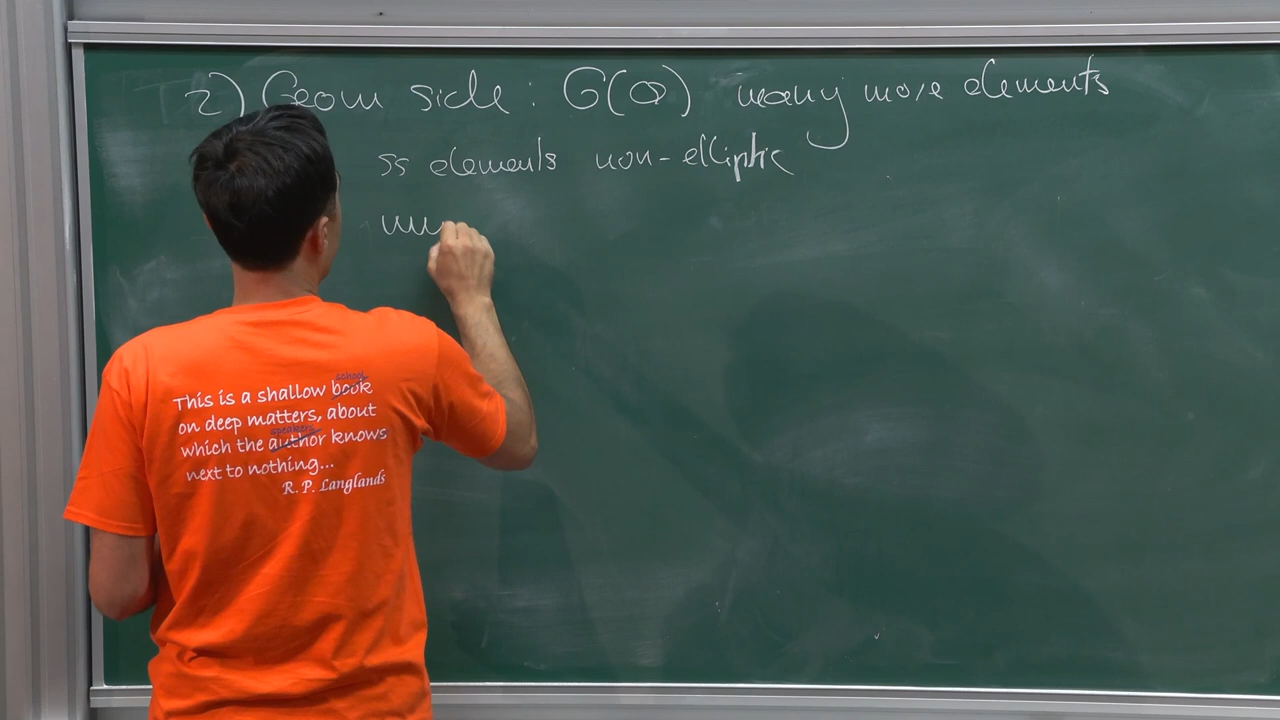 2) Geom side: G(Q) many more elements
ss elements non-elliptic
This is a shallow book
school
on deep matters, about
speakers
which the author knows
next to nothing...
R. P. Langlands